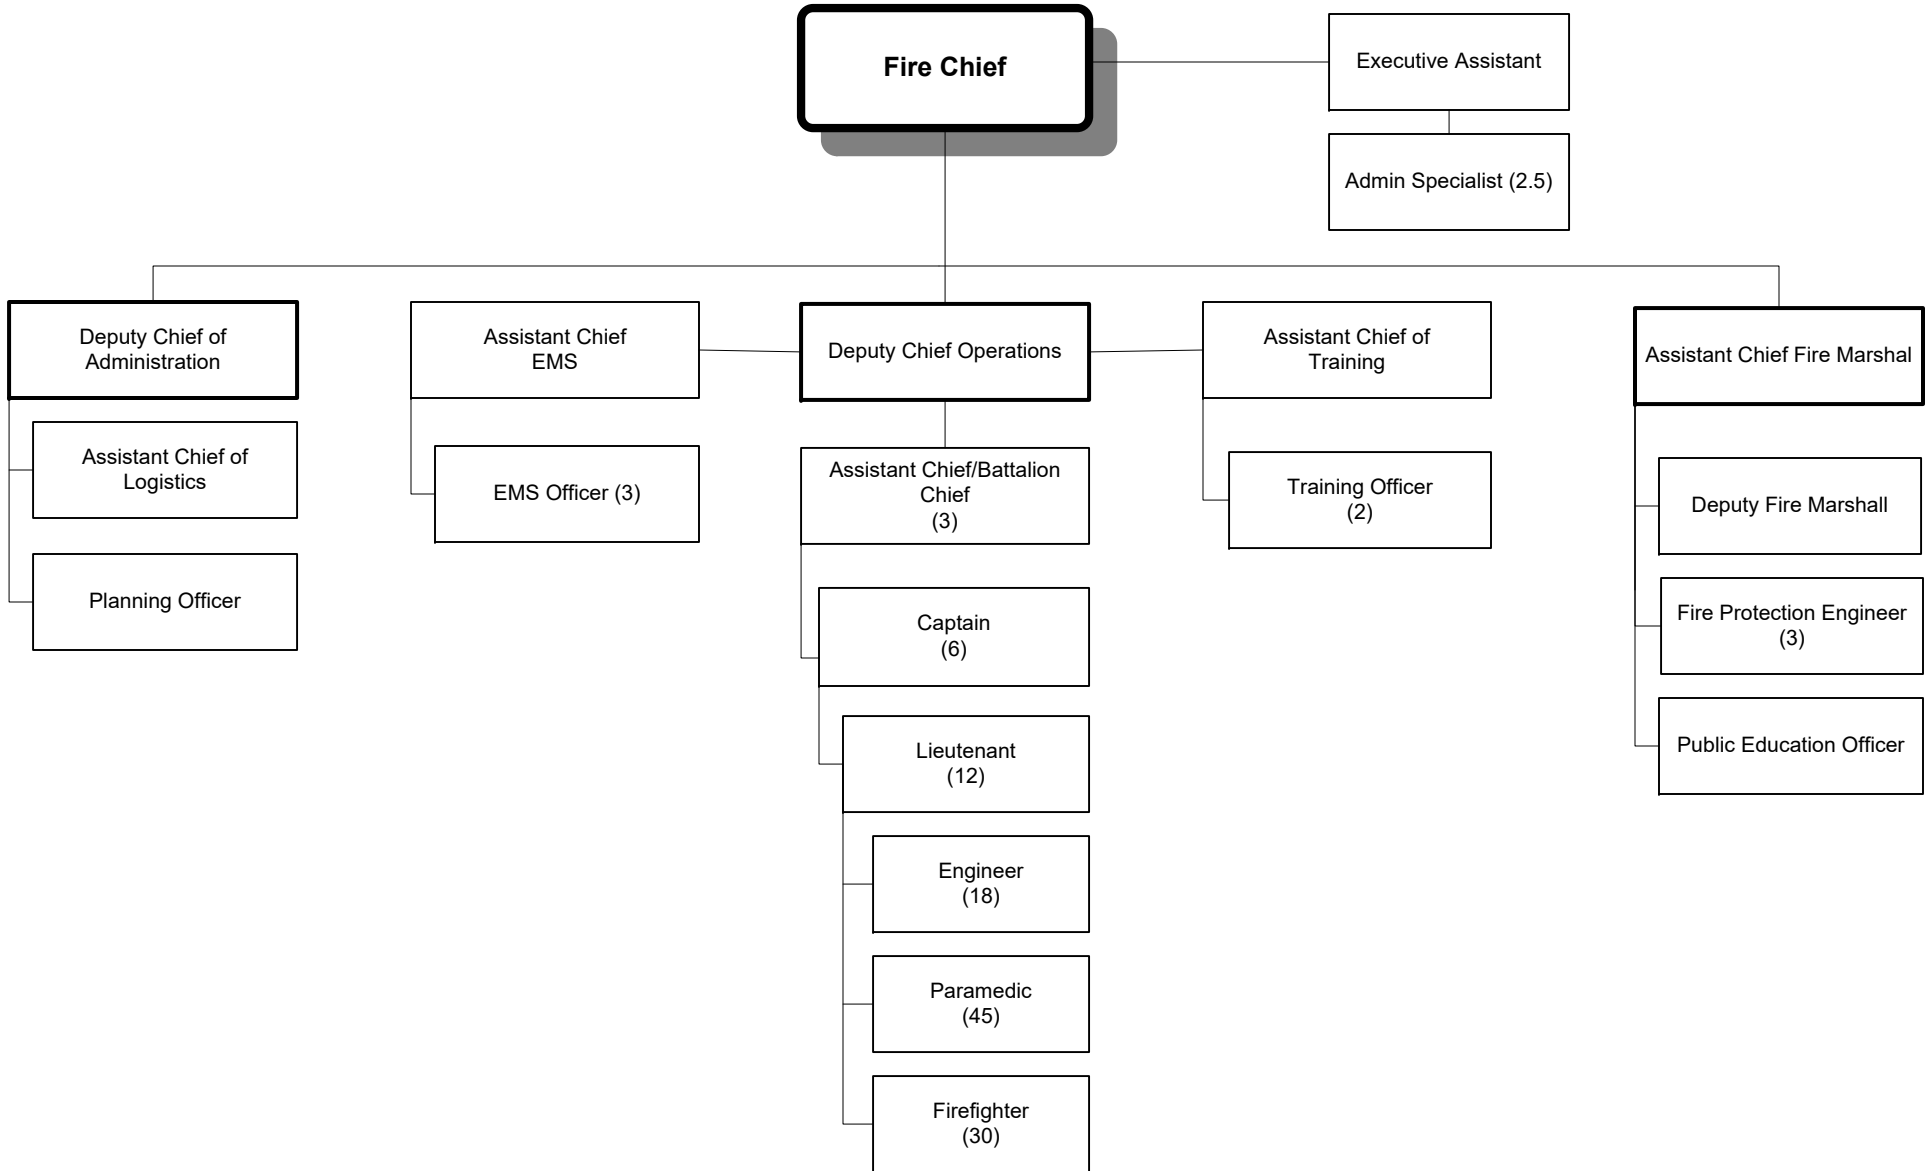 Fire Chief
Executive Assistant
Admin Specialist (2.5)
Deputy Chief of
Administration
Assistant Chief of
Logistics
Planning Officer
Assistant Chief
EMS
EMS Officer (3)
Deputy Chief Operations
Assistant Chief/Battalion
Chief
(3)
Captain
(6)
Lieutenant
(12)
Engineer
(18)
Paramedic
(45)
Firefighter
(30)
Assistant Chief of
Training
Training Officer
(2)
Assistant Chief Fire Marshal
Deputy Fire Marshall
Fire Protection Engineer
(3)
Public Education Officer